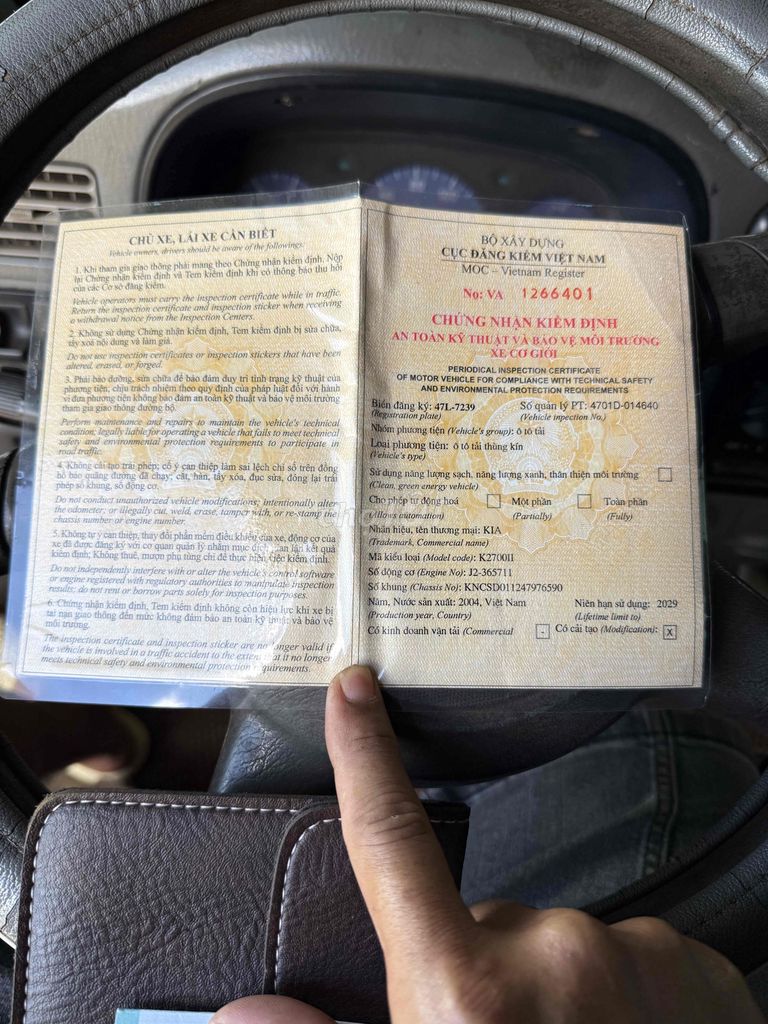 CHỦ XE, LÁI XE CẦN BIẾT
Vehicle owners, drivers should be aware of the followings:
1. Khi tham gia giao thông phải mang theo Chứng nhận kiểm định. Nộp
lại Chứng nhận kiểm định và Tem kiểm định khi có thông báo thu hồi
của các Cơ sở đăng kiểm.
Vehicle operators must carry the inspection certificate while in traffic.
Return the inspection certificate and inspection sticker when receiving
a withdrawal notice from the Inspection Centers.
2. Không sử dụng Chứng nhận kiểm định, Tem kiểm định bị sửa chữa,
tẩy xoá nội dung và làm giả.
Do not use inspection certificates or inspection stickers that have been
altered, erased, or forged.
3. Phải bảo dưỡng, sửa chữa để bảo đảm duy trì tình trạng kỹ thuật của
phương tiện, chịu trách nhiệm theo quy định của pháp luật đối với hành
vi đưa phương tiện không bảo đảm an toàn kỹ thuật và bảo vệ môi trường
tham gia giao thông đường bộ.
Perform maintenance and repairs to maintain the vehicle's technical
condition; legally liable for operating a vehicle that fails to meet technical
safety and environmental protection requirements to participate in
road traffic.
4. Không cải tạo trái phép; cố ý can thiệp làm sai lệch chỉ số trên đồng
hồ báo quãng đường đã chạy; cắt, hàn, tẩy xóa, đục sửa, đóng lại trái
phép số khung, số động cơ.
Do not conduct unauthorized vehicle modifications; intentionally alter
the odometer; or illegally cut, weld, erase, tamper with, or re-stamp the
chassis number or engine number.
5. Không tự ý can thiệp, thay đổi phần mềm điều khiển của xe, động cơ của
xe đã được đăng ký với cơ quan quản lý nhằm mục đích gian lận kết quả
kiểm định; Không thuê, mượn phụ tùng chỉ để thực hiện việc kiểm định.
Do not independently interfere with or alter the vehicle's control software
or engine registered with regulatory authorities to manipulate inspection
results; do not rent or borrow parts solely for inspection purposes.
6. Chứng nhận kiểm định, Tem kiểm định không còn hiệu lực khi xe bị
tai nạn giao thông đến mức không đảm bảo an toàn kỹ thuật và bảo vệ
môi trường.
The inspection certificate and inspection sticker are no longer valid if
the vehicle is involved in a traffic accident to the extent that it no longer
meets technical safety and environmental protection requirements.
BỘ XÂY DỰNG
CỤC ĐĂNG KIỂM VIỆT NAM
MOC – Vietnam Register
No: VA 1266401
CHỨNG NHẬN KIỂM ĐỊNH
AN TOÀN KỸ THUẬT VÀ BẢO VỆ MÔI TRƯỜNG
XE CƠ GIỚI
PERIODICAL INSPECTION CERTIFICATE
OF MOTOR VEHICLE FOR COMPLIANCE WITH TECHNICAL SAFETY
AND ENVIRONMENTAL PROTECTION REQUIREMENTS
Biển đăng ký: 47L-7239 Số quản lý PT: 4701D-014640
(Registration plate) (Vehicle inpection No.)
Nhóm phương tiện (Vehicle's group): ô tô tải
Loại phương tiện: ô tô tải thùng kín
(Vehicle's type)
Sử dụng năng lượng sạch, năng lượng xanh, thân thiện môi trường
(Clean, green energy vehicle)
Cho phép tự động hoá Một phần Toàn phần
(Allows automation) (Partially) (Fully)
Nhãn hiệu, tên thương mại: KIA
(Trademark, Commercial name)
Mã kiểu loại (Model code): K2700II
Số động cơ (Engine No): J2-365711
Số khung (Chassis No): KNCSD011247976590
Năm, Nước sản xuất: 2004, Việt Nam Niên hạn sử dụng: 2029
(Production year, Country) (Lifetime limit to)
Có kinh doanh vận tải (Commercial - Có cải tạo (Modification): X